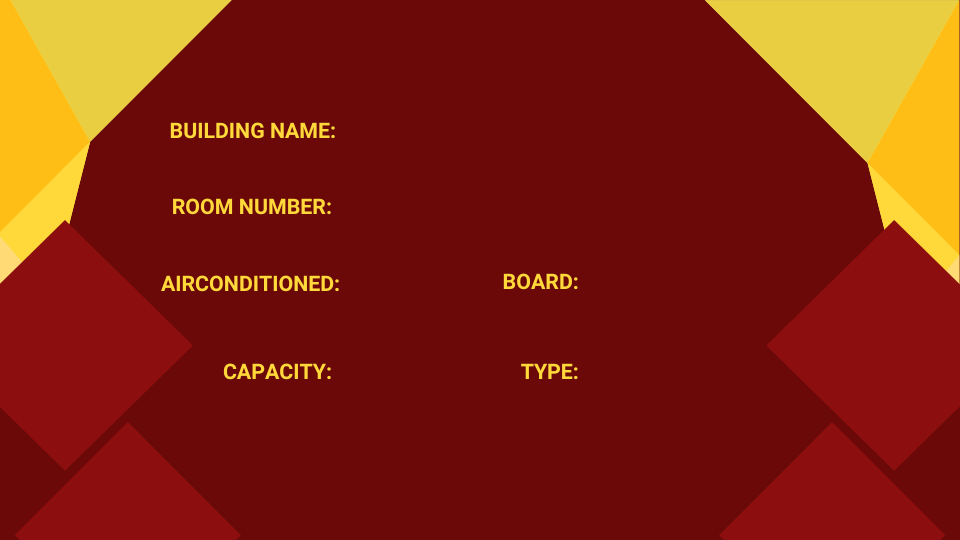 BUILDING NAME:
ROOM NUMBER:
AIRCONDITIONED:
BOARD:
CAPACITY:
TYPE: